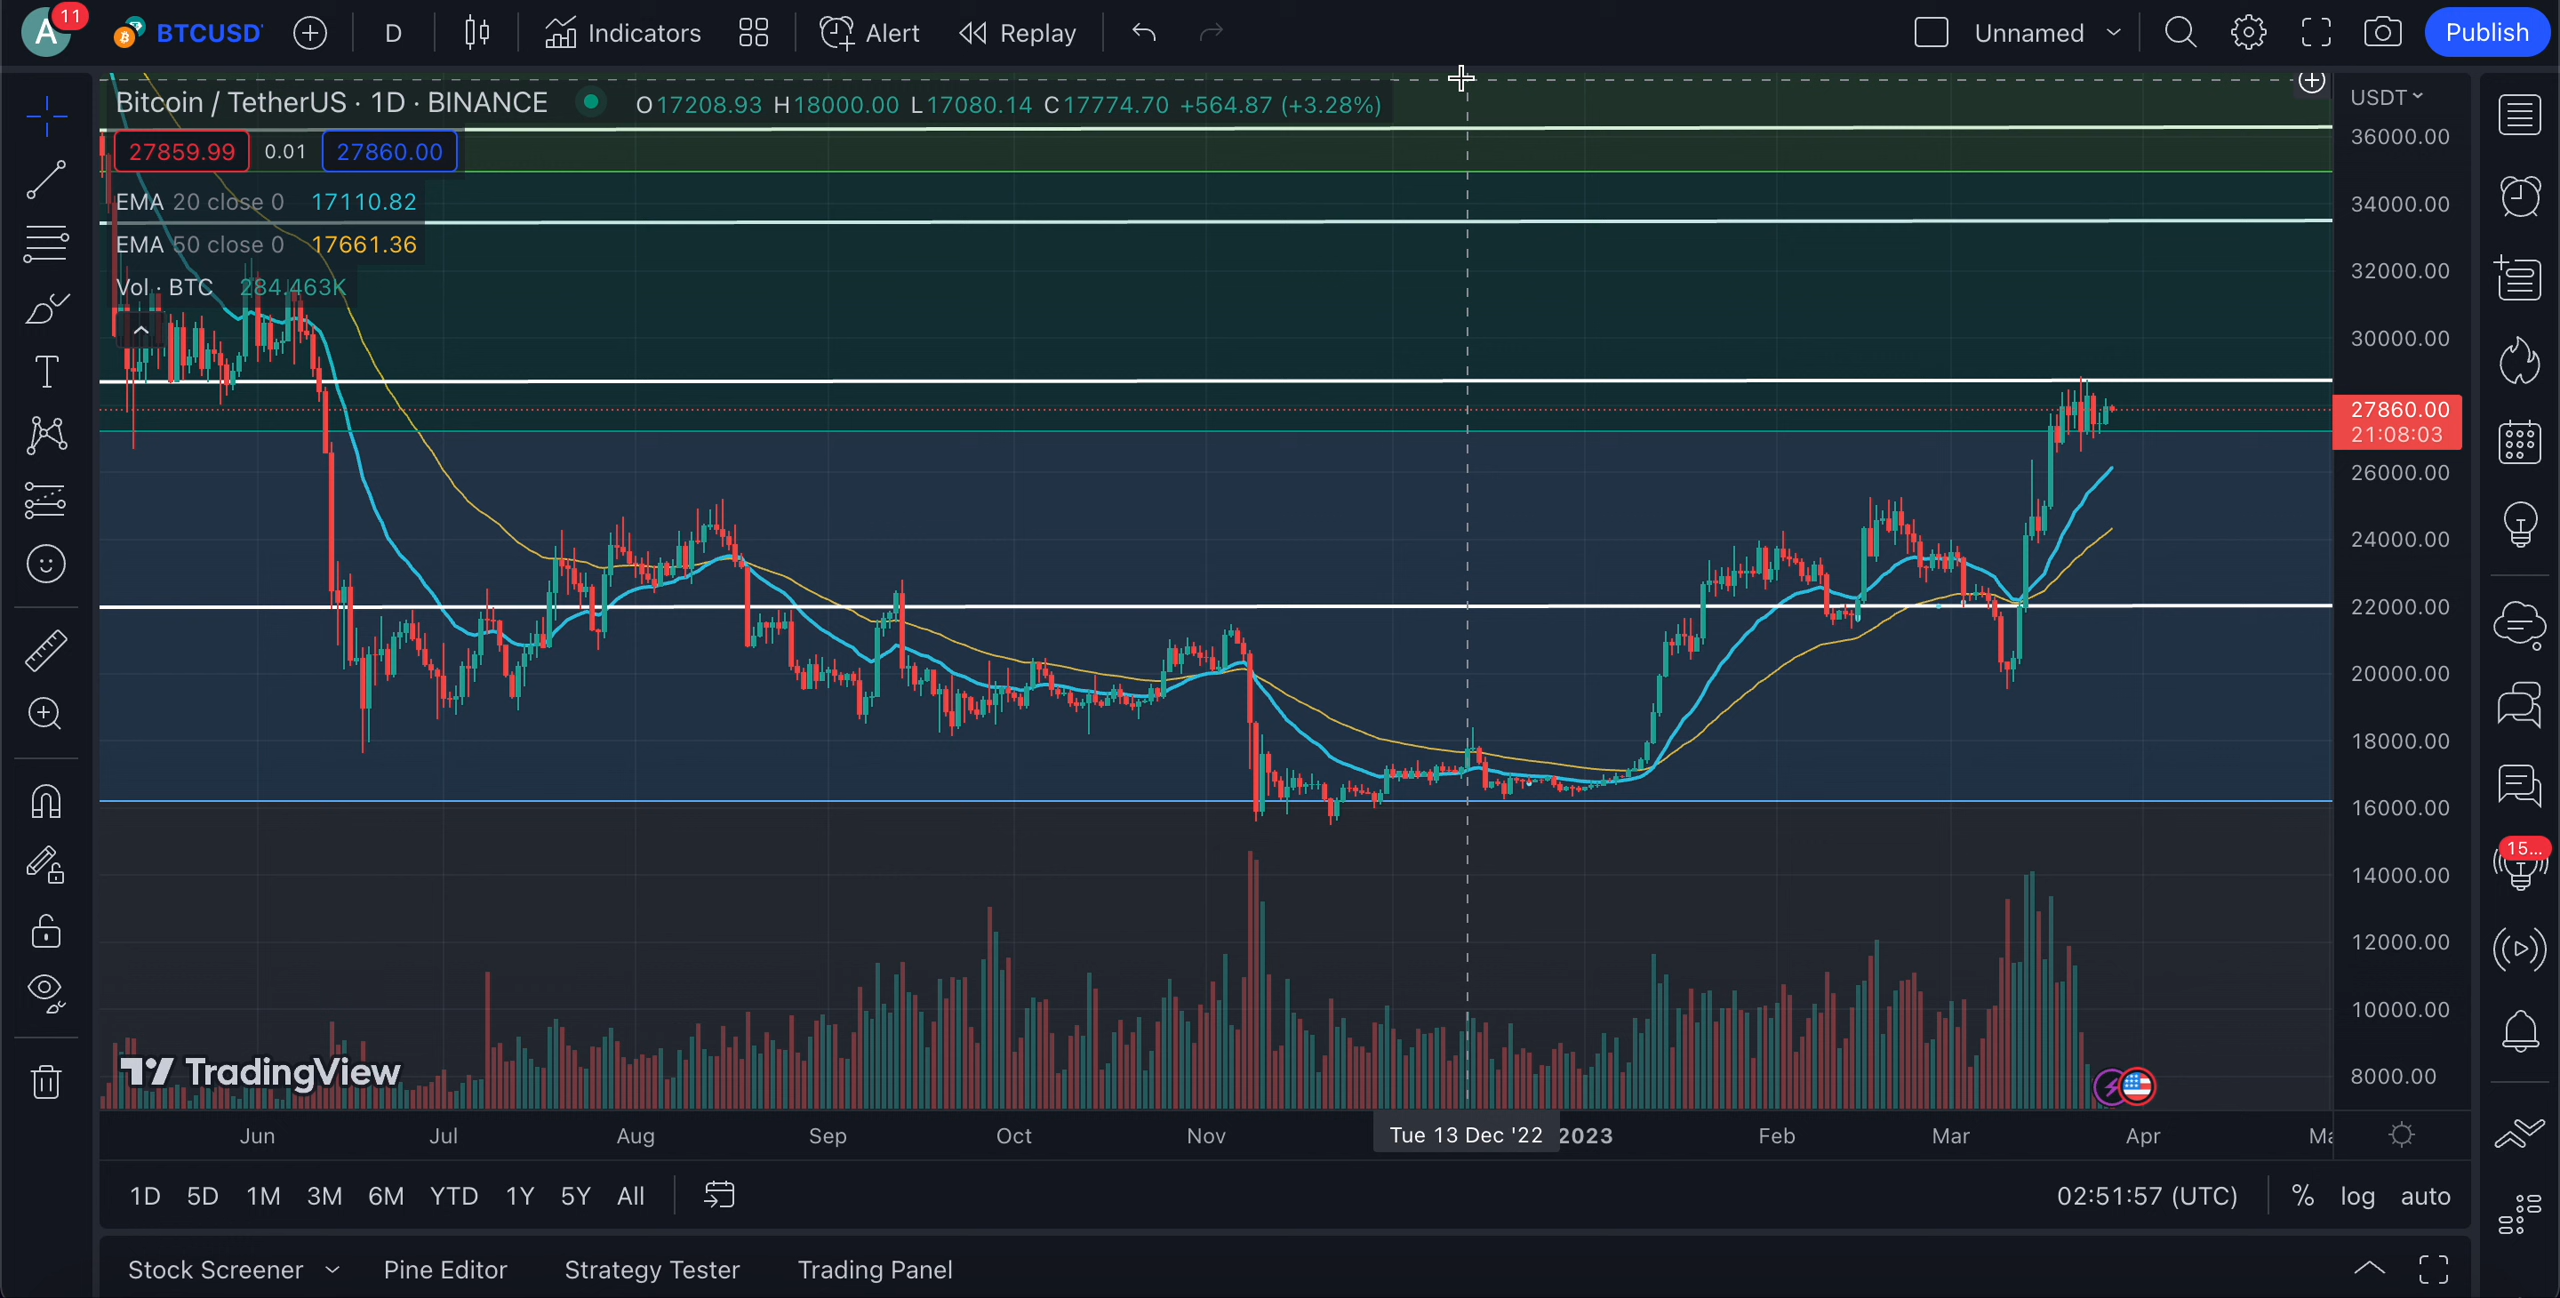 A
11
BTCUSD
D
Indicators
Alert
Replay
Unnamed
Publish
Bitcoin / TetherUS · 1D · BINANCE
O17208.93 H18000.00 L17080.14 C17774.70 +564.87 (+3.28%)
27859.99 0.01 27860.00
EMA 20 close 0 17110.82
EMA 50 close 0 17661.36
Vol · BTC 284.463K
USDT
36000.00
34000.00
32000.00
30000.00
27860.00
21:08:03
26000.00
24000.00
22000.00
20000.00
18000.00
16000.00
14000.00
12000.00
10000.00
8000.00
15...
TradingView
Jun Jul Aug Sep Oct Nov Tue 13 Dec '22 2023 Feb Mar Apr
1D 5D 1M 3M 6M YTD 1Y 5Y All
02:51:57 (UTC) % log auto
Stock Screener Pine Editor Strategy Tester Trading Panel